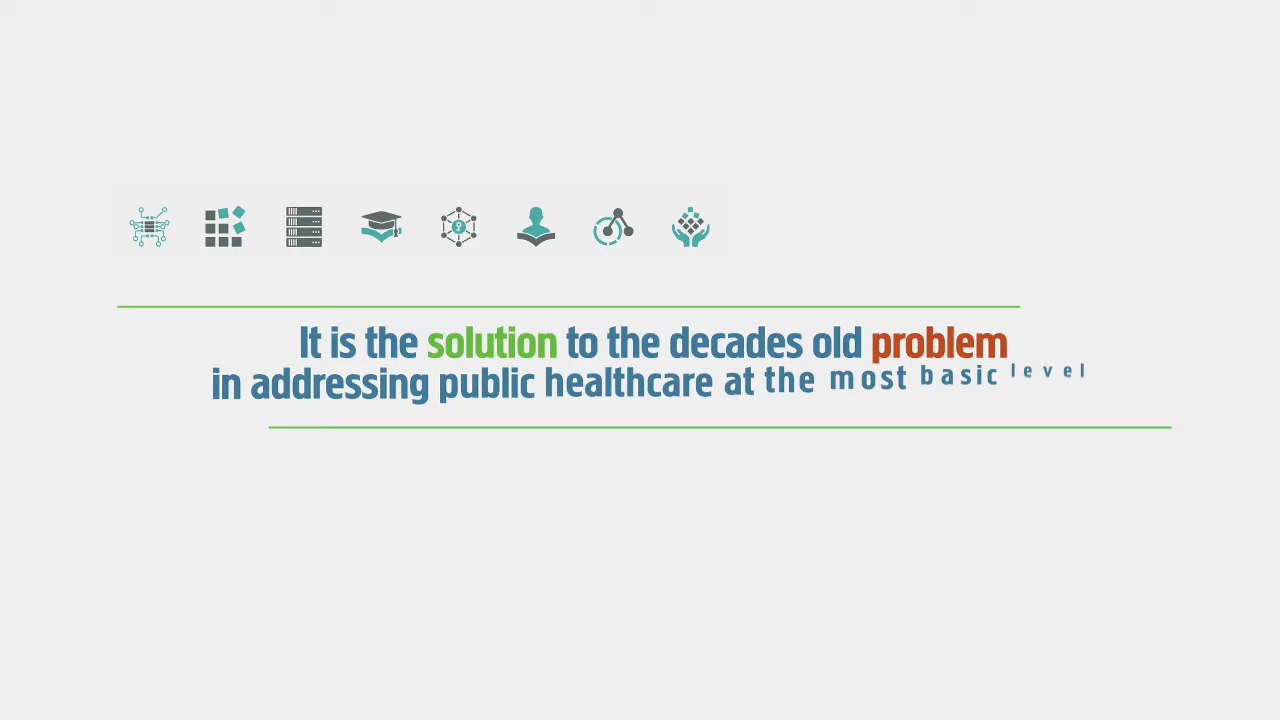 It is the solution to the decades old problem
in addressing public healthcare at the most basic level